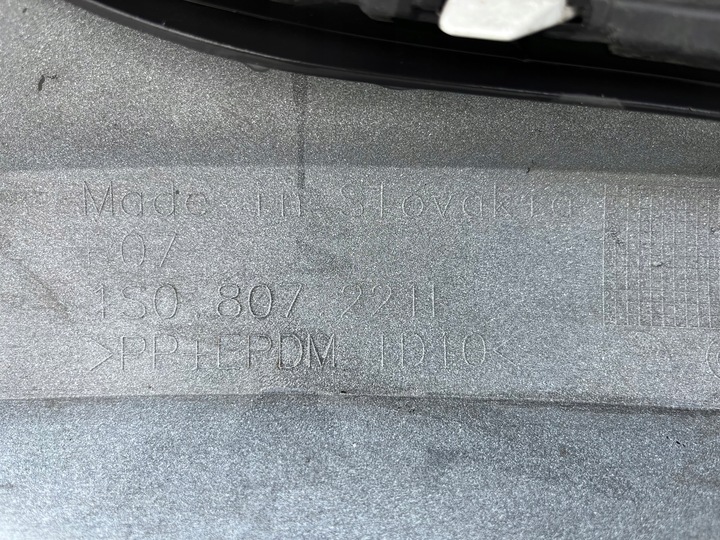 Made in Slovakia
1S0 807 221
>PP+EPDM TD10<